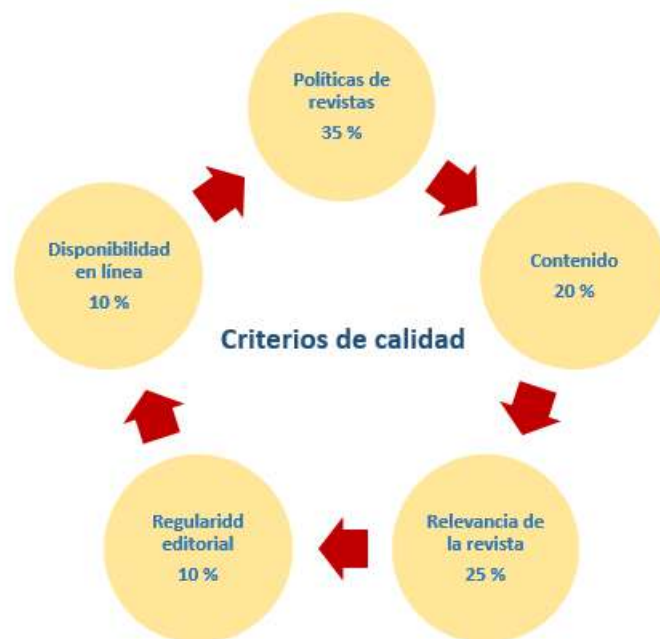 Políticas de
revistas
35 %
Contenido
20 %
Relevancia de
la revista
25 %
Regularidd
editorial
10 %
Disponibilidad
en línea
10 %
Criterios de calidad